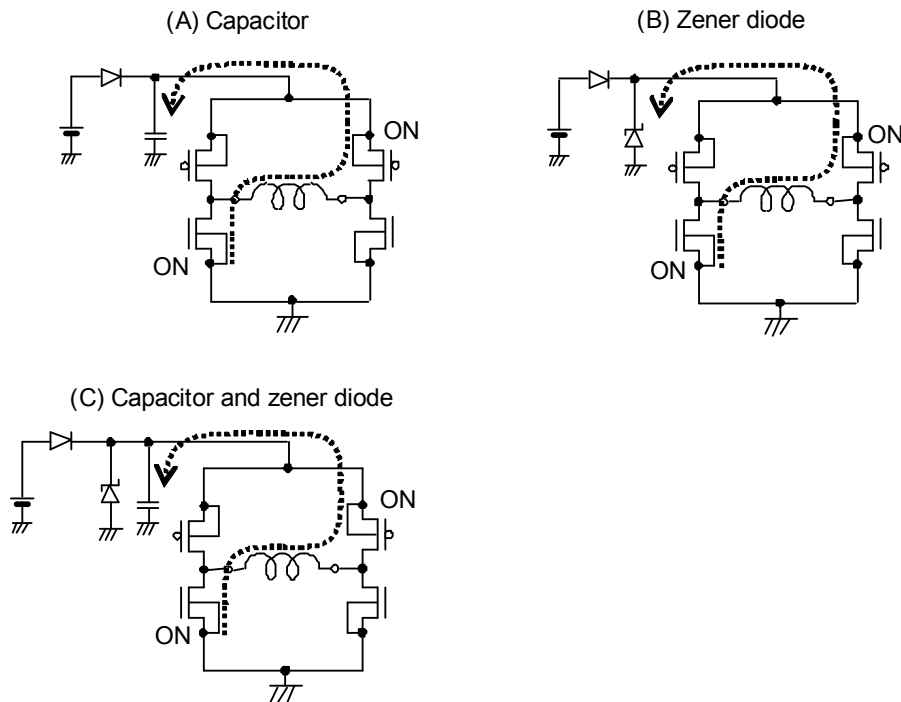 (A) Capacitor
(B) Zener diode
ON
ON
ON
ON
(C) Capacitor and zener diode
ON
ON